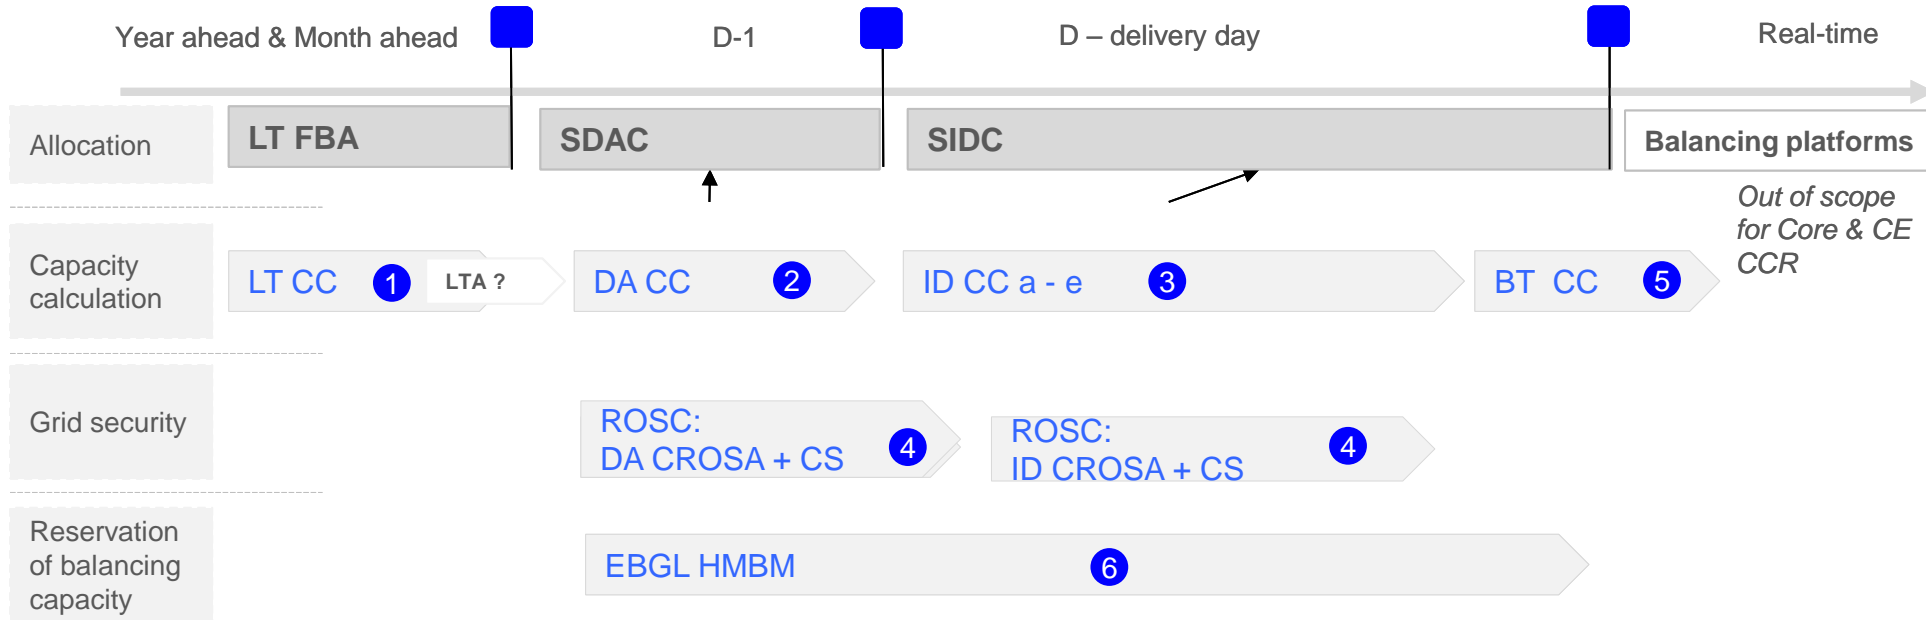 Year ahead & Month ahead
D-1
D – delivery day
Real-time
Allocation
LT FBA
SDAC
SIDC
Balancing platforms
Out of scope
for Core & CE
CCR
Capacity
calculation
LT CC 1
LTA ?
DA CC 2
ID CC a - e 3
BT CC 5
Grid security
ROSC:
DA CROSA + CS 4
ROSC:
ID CROSA + CS 4
Reservation
of balancing
capacity
EBGL HMBM 6